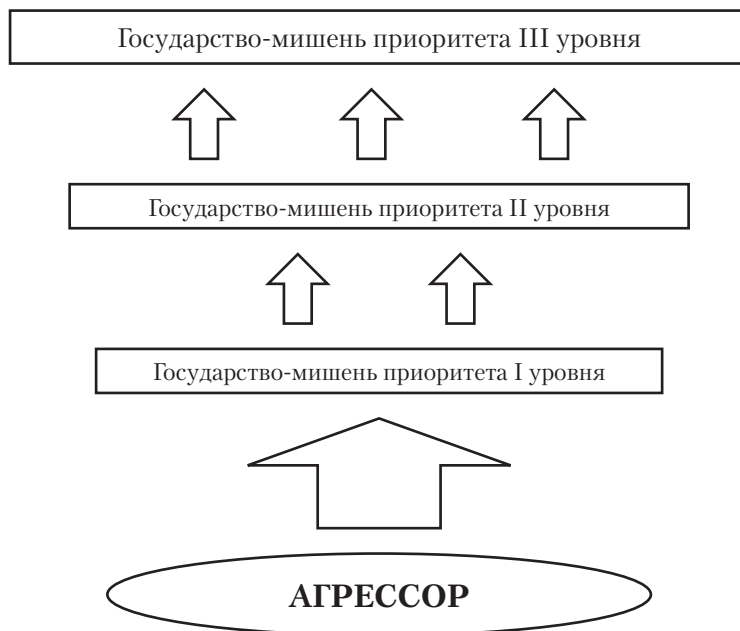 Государство-мишень приоритета III уровня
Государство-мишень приоритета II уровня
Государство-мишень приоритета I уровня
АГРЕССОР